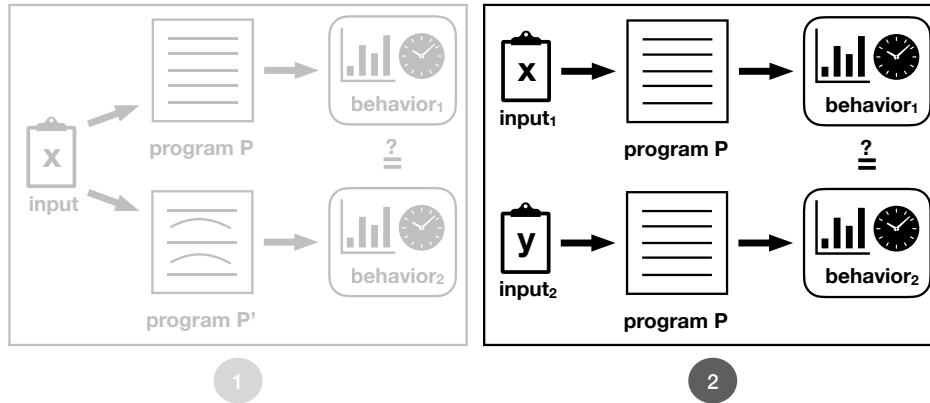 x
input
program P
behavior₁
?
=
program P'
behavior₂
1
x
input₁
program P
behavior₁
?
=
y
input₂
program P
behavior₂
2